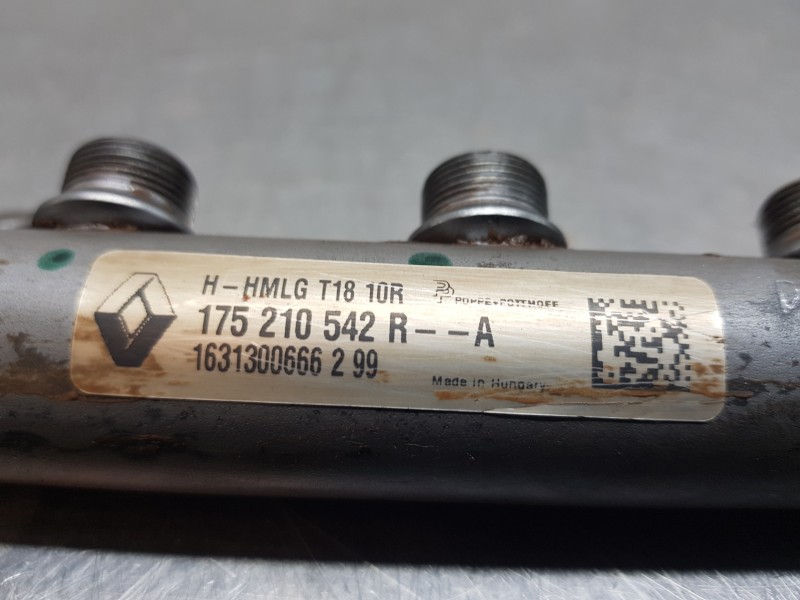 H-HMLG T18 10R
POPPE+POTTHOFF
175 210 542 R--A
1631300666 2 99
Made in Hungary